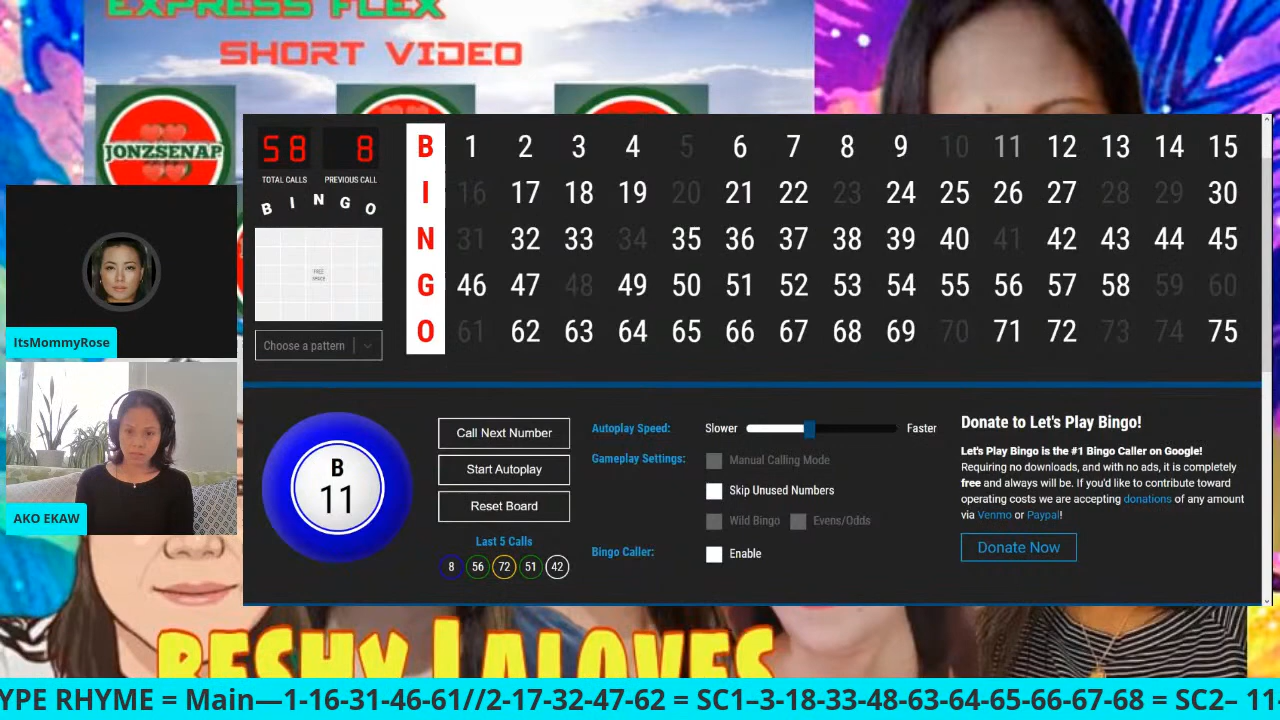 EXPRESS FLEX
SHORT VIDEO
JONZSENAP
58 8
TOTAL CALLS PREVIOUS CALL
B I N G O
FREE SPACE
Choose a pattern
B 1 2 3 4 5 6 7 8 9 10 11 12 13 14 15
I 16 17 18 19 20 21 22 23 24 25 26 27 28 29 30
N 31 32 33 34 35 36 37 38 39 40 41 42 43 44 45
G 46 47 48 49 50 51 52 53 54 55 56 57 58 59 60
O 61 62 63 64 65 66 67 68 69 70 71 72 73 74 75
ItsMommyRose
AKO EKAW
B
11
Call Next Number
Start Autoplay
Reset Board
Last 5 Calls
8 56 72 51 42
Autoplay Speed: Slower Faster
Gameplay Settings: Manual Calling Mode
Skip Unused Numbers
Wild Bingo Evens/Odds
Bingo Caller: Enable
Donate to Let's Play Bingo!
Let's Play Bingo is the #1 Bingo Caller on Google!
Requiring no downloads, and with no ads, it is completely
free and always will be. If you'd like to contribute toward
operating costs we are accepting donations of any amount
via Venmo or Paypal!
Donate Now
BESHY LALOVES
YPE RHYME = Main—1-16-31-46-61//2-17-32-47-62 = SC1–3-18-33-48-63-64-65-66-67-68 = SC2– 11